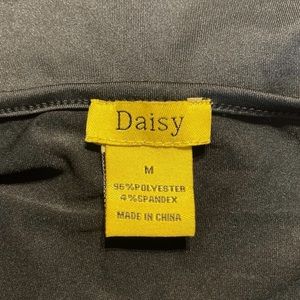 Daisy
M
96%POLYESTER
4%SPANDEX
MADE IN CHINA